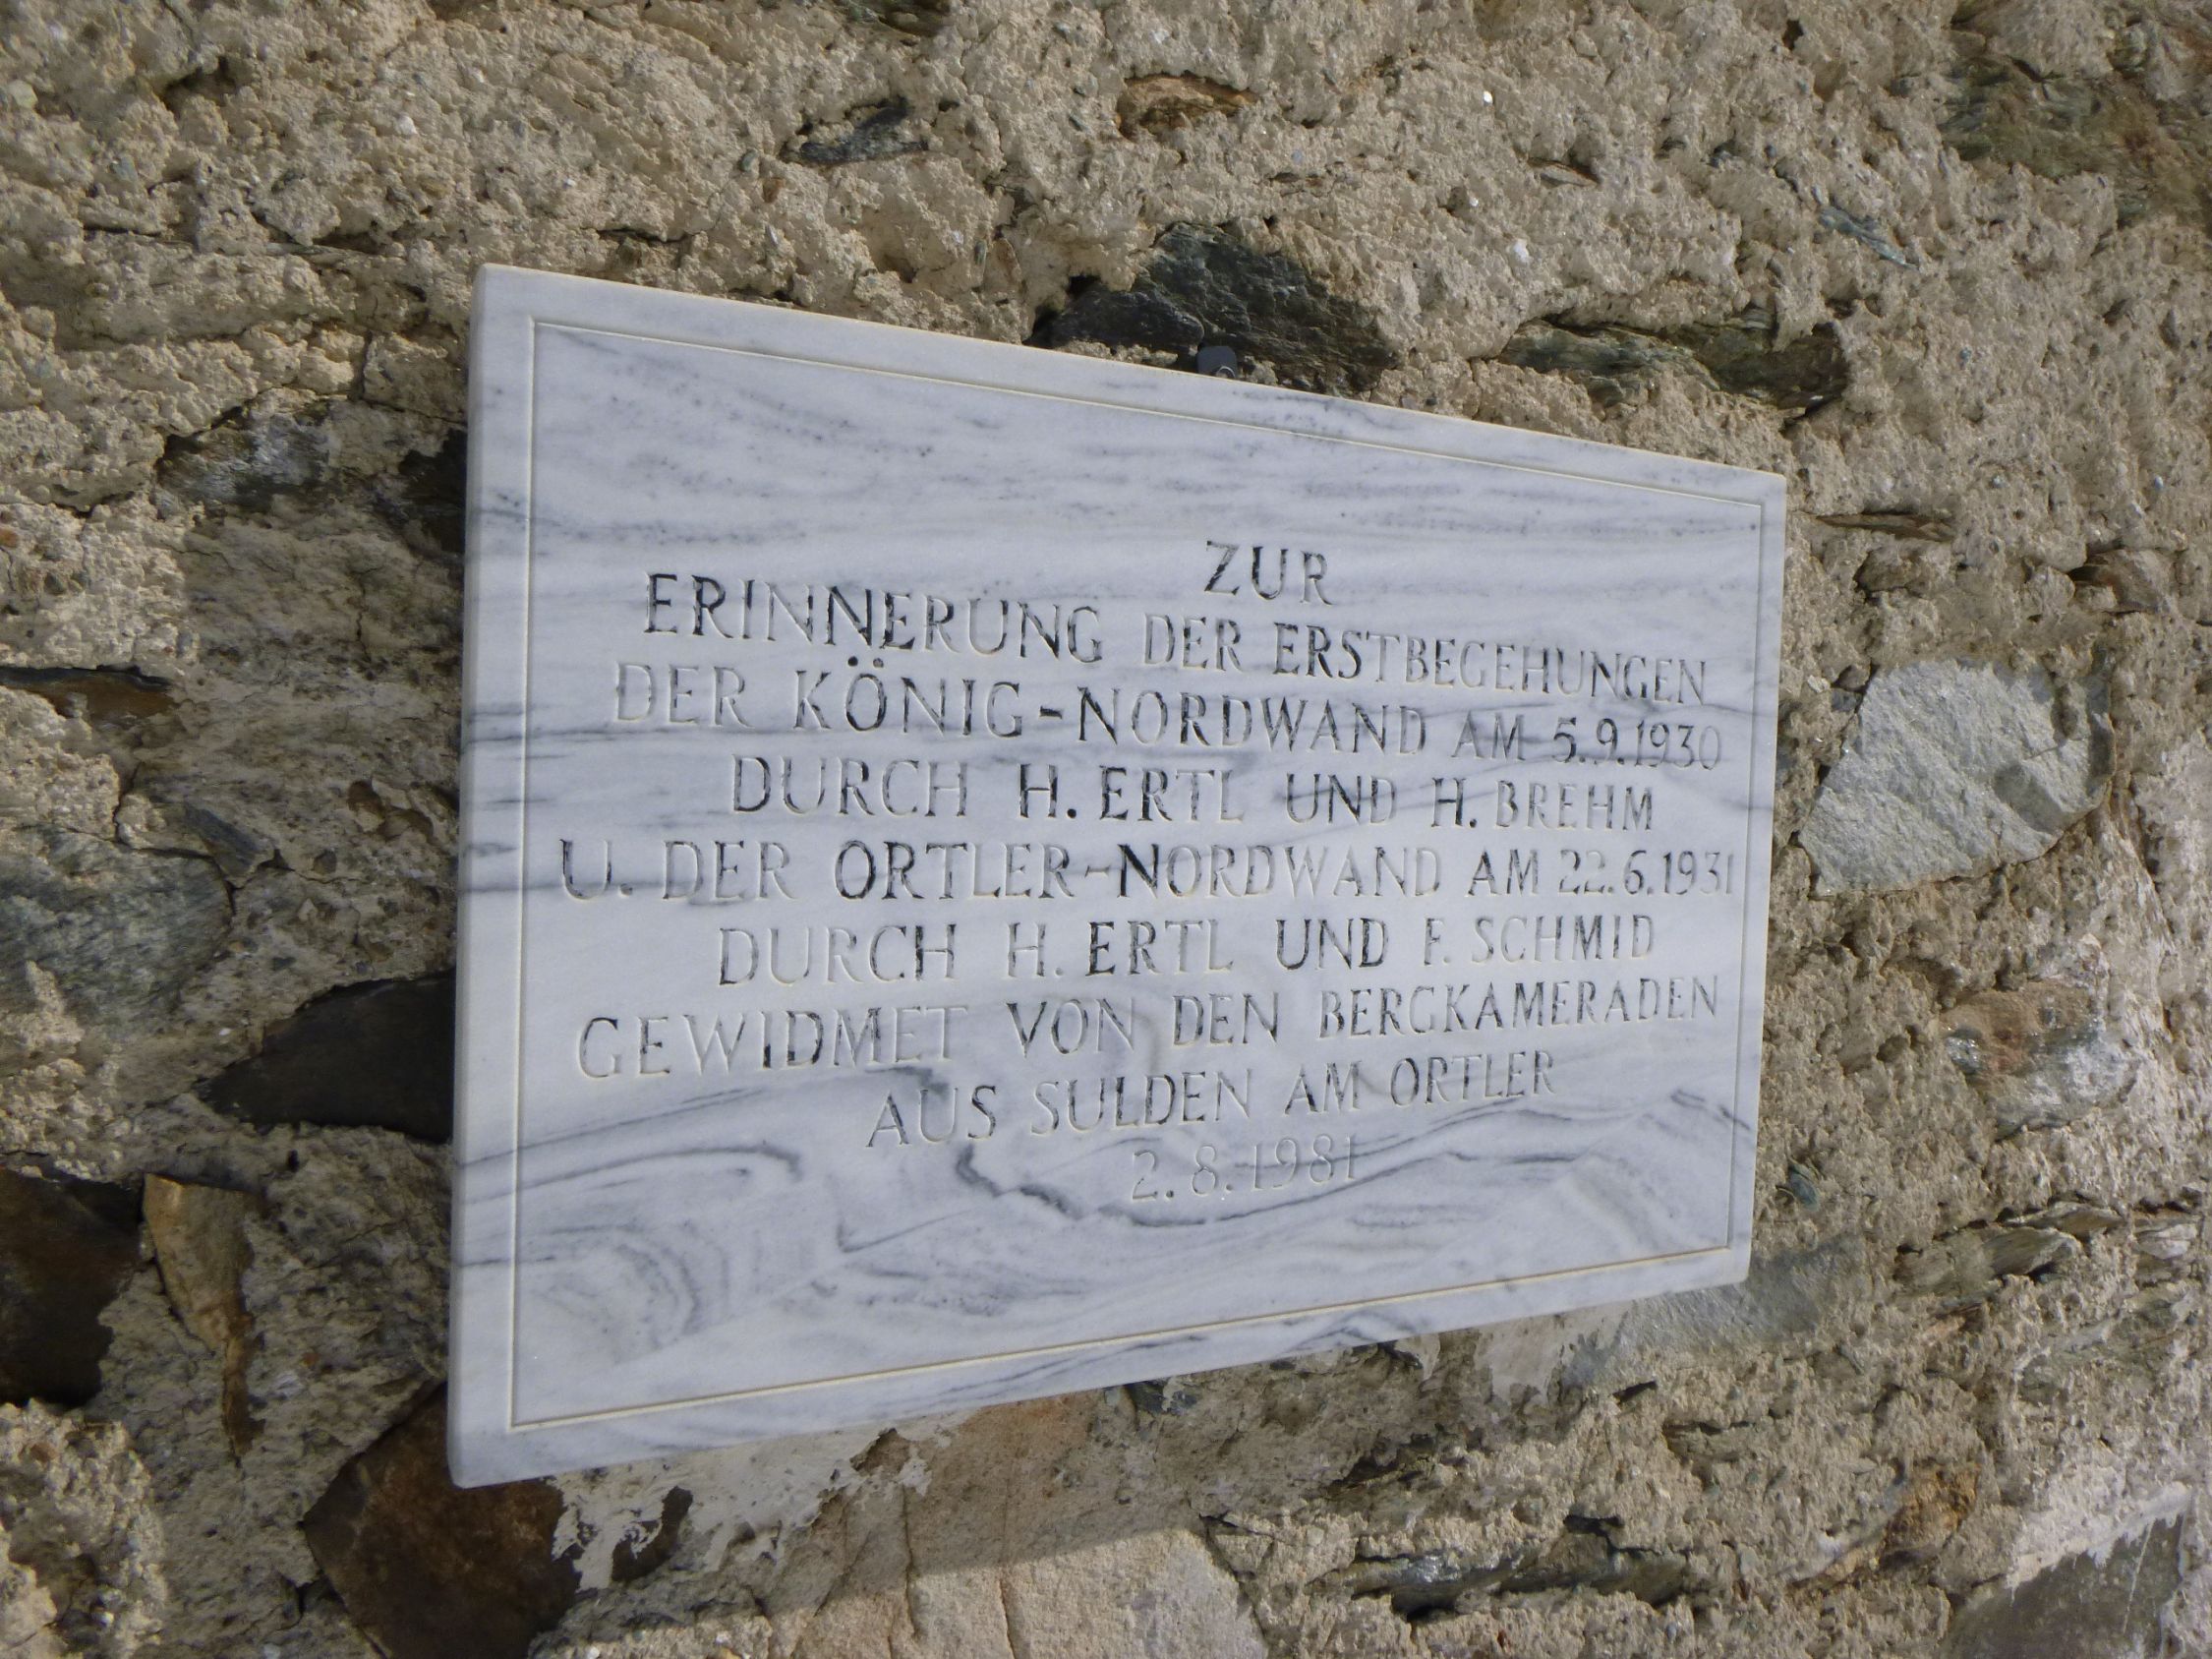 ZUR
ERINNERUNG DER ERSTBEGEHUNGEN
DER KÖNIG-NORDWAND AM 5.9.1930
DURCH H. ERTL UND H. BREHM
U. DER ORTLER-NORDWAND AM 22.6.1931
DURCH H. ERTL UND F. SCHMID
GEWIDMET VON DEN BERGKAMERADEN
AUS SULDEN AM ORTLER
2.8.1981